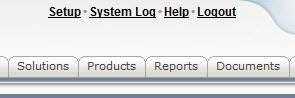 Setup • System Log • Help • Logout
Solutions Products Reports Documents